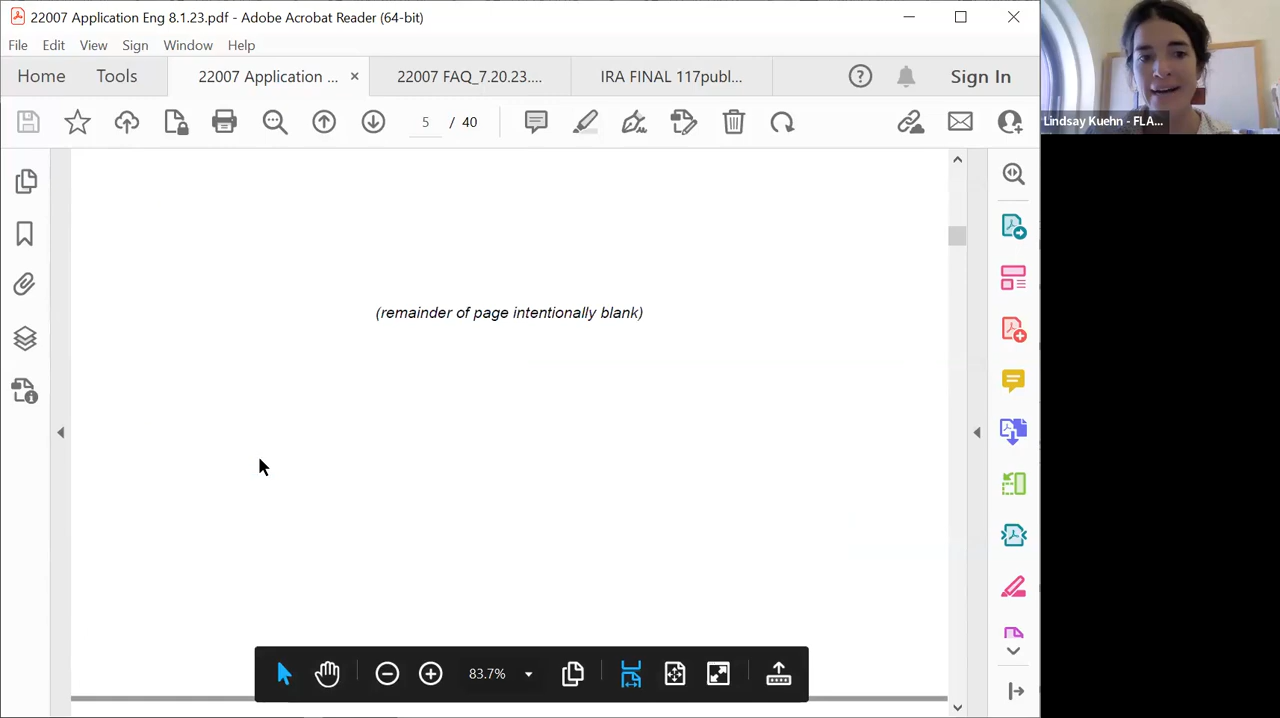 22007 Application Eng 8.1.23.pdf - Adobe Acrobat Reader (64-bit)
File Edit View Sign Window Help
Home Tools 22007 Application ... × 22007 FAQ_7.20.23.... IRA FINAL 117publ... Sign In
5 / 40
Lindsay Kuehn - FLA...
(remainder of page intentionally blank)
83.7%